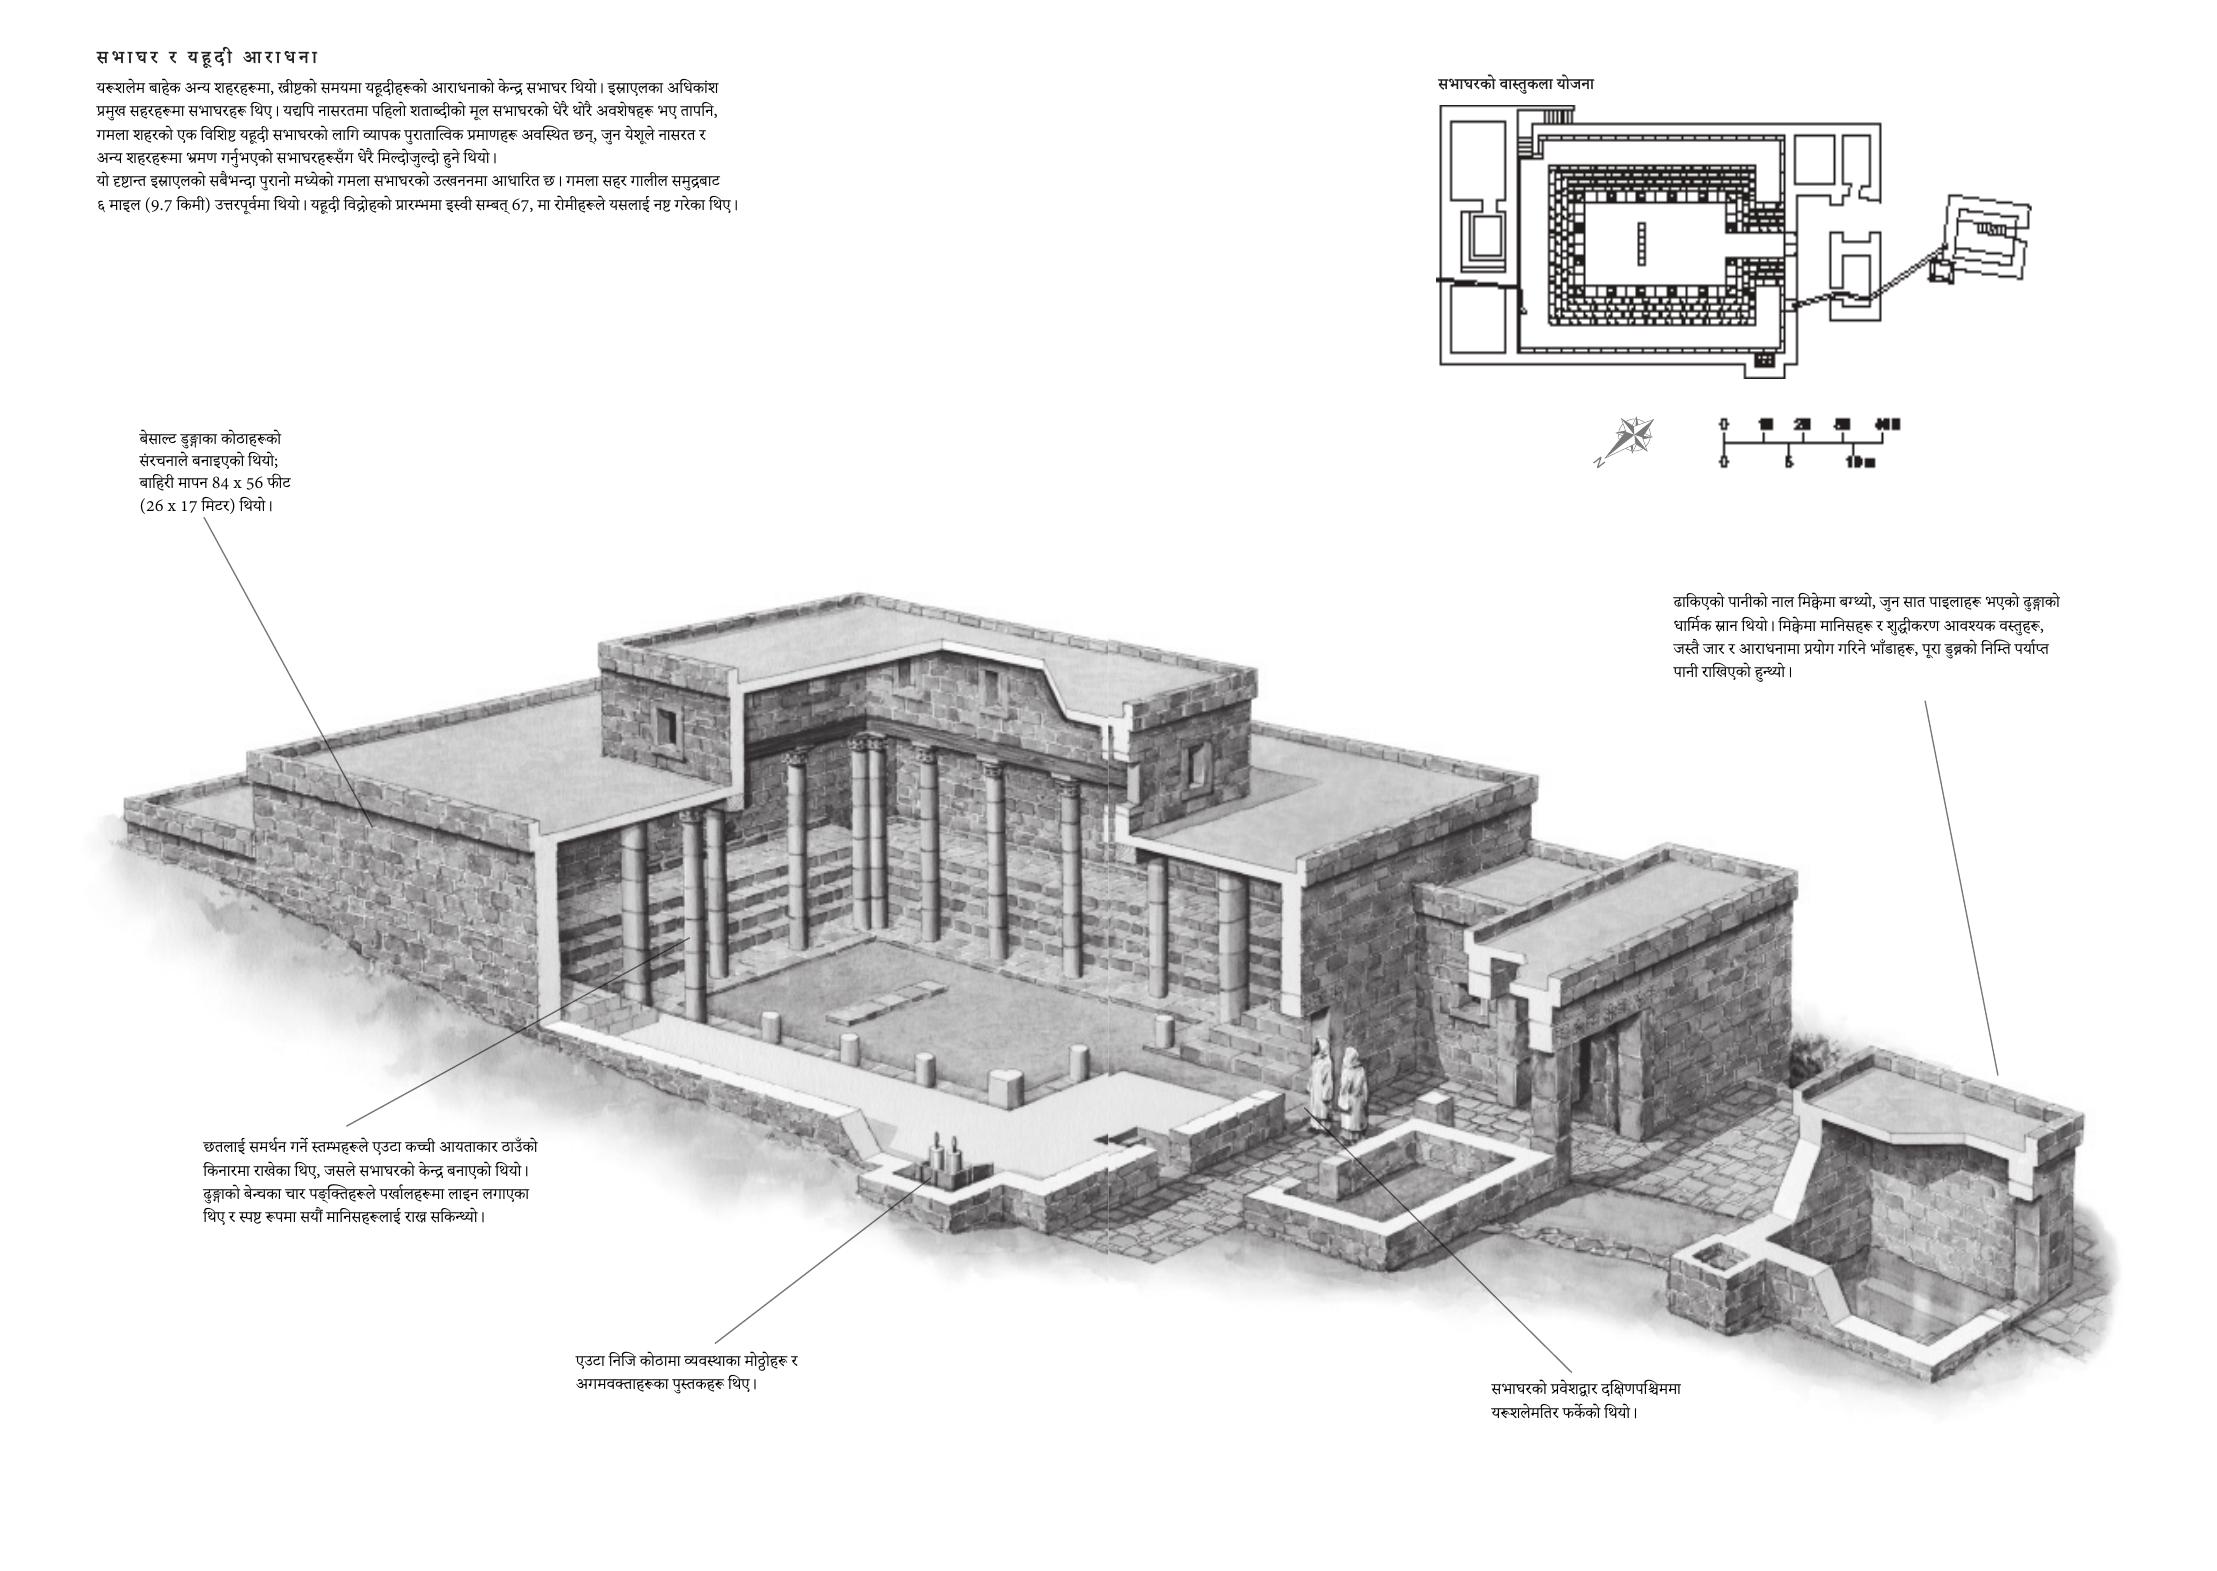 सभाघर र यहूदी आराधना
यरूशलेम बाहेक अन्य शहरहरूमा, ख्रीष्टको समयमा यहूदीहरूको आराधनाको केन्द्र सभाघर थियो। इस्राएलका अधिकांश
प्रमुख सहरहरूमा सभाघरहरू थिए। यद्यपि नासरतमा पहिलो शताब्दीको मूल सभाघरको धेरै थोरै अवशेषहरू भए तापनि,
गमला शहरको एक विशिष्ट यहूदी सभाघरको लागि व्यापक पुरातात्विक प्रमाणहरू अवस्थित छन्, जुन येशूले नासरत र
अन्य शहरहरूमा भ्रमण गर्नुभएको सभाघरहरूसँग धेरै मिल्दोजुल्दो हुने थियो।
यो दृष्टान्त इस्राएलको सबैभन्दा पुरानो मध्येको गमला सभाघरको उत्खननमा आधारित छ। गमला सहर गालील समुद्रबाट
६ माइल (9.7 किमी) उत्तरपूर्वमा थियो। यहूदी विद्रोहको प्रारम्भमा इस्वी सम्बत् 67, मा रोमीहरूले यसलाई नष्ट गरेका थिए।
सभाघरको वास्तुकला योजना
N
0 10 20
0 5 10 m
बेसाल्ट डुङ्गाका कोठाहरूको
संरचनाले बनाइएको थियो;
बाहिरी मापन 84 x 56 फीट
(26 x 17 मिटर) थियो।
ढाकिएको पानीको नाल मिक्वेमा बग्थ्यो, जुन सात पाइलाहरू भएको ढुङ्गाको
धार्मिक स्नान थियो। मिक्वेमा मानिसहरू र शुद्धीकरण आवश्यक वस्तुहरू,
जस्तै जार र आराधनामा प्रयोग गरिने भाँडाहरू, पूरा डुब्नको निम्ति पर्याप्त
पानी राखिएको हुन्थ्यो।
छतलाई समर्थन गर्ने स्तम्भहरूले एउटा कच्ची आयताकार ठाउँको
किनारमा राखेका थिए, जसले सभाघरको केन्द्र बनाएको थियो।
ढुङ्गाको बेन्चका चार पङ्क्तिहरूले पर्खालहरूमा लाइन लगाएका
थिए र स्पष्ट रूपमा सयौं मानिसहरूलाई राख्न सकिन्थ्यो।
एउटा निजि कोठामा व्यवस्थाका मोठ्ठोहरू र
अगमवक्ताहरूका पुस्तकहरू थिए।
सभाघरको प्रवेशद्वार दक्षिणपश्चिममा
यरूशलेमतिर फर्केको थियो।